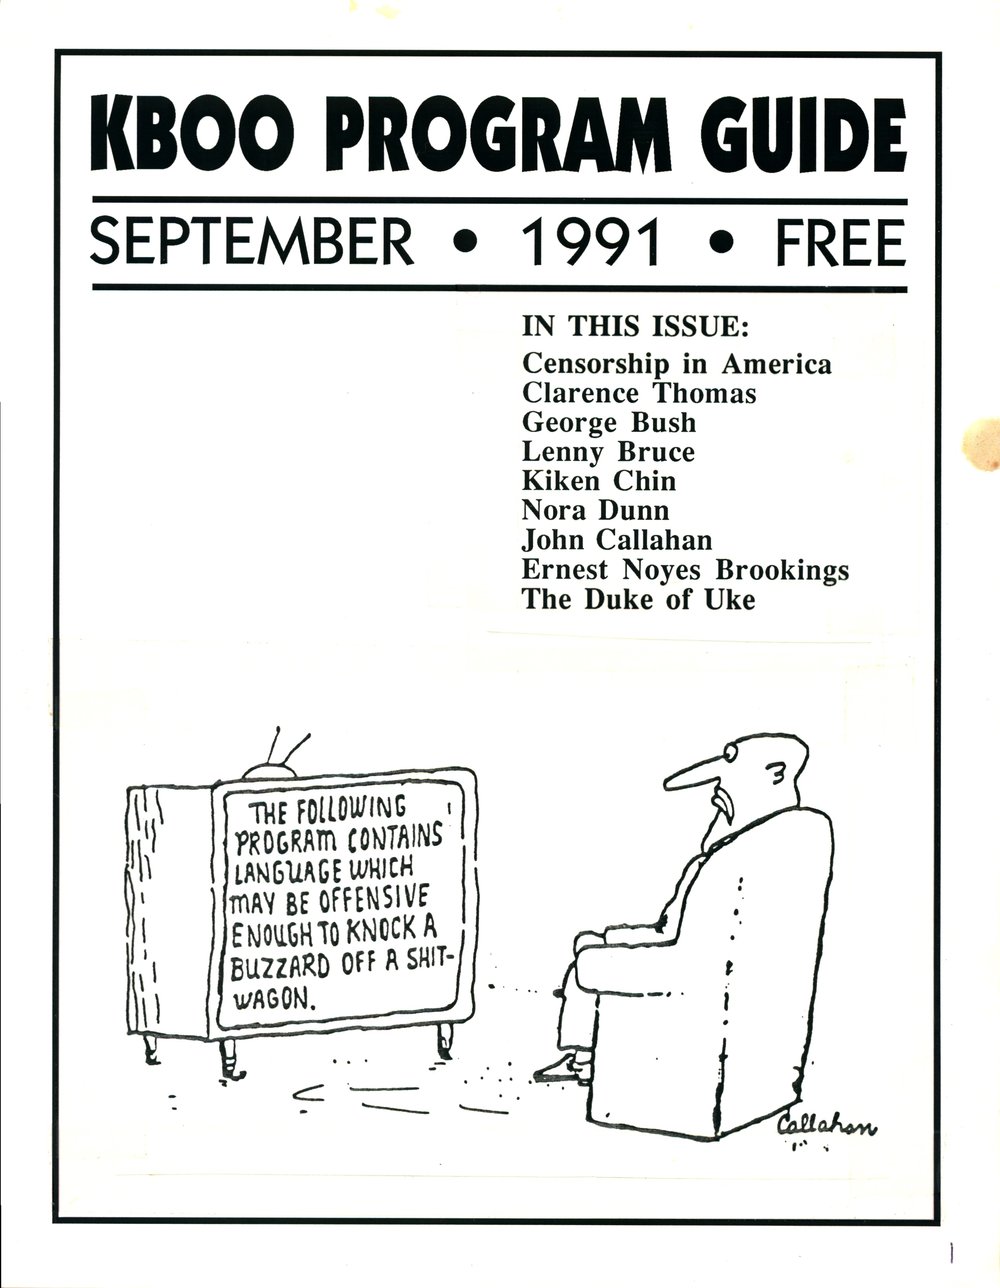 KBOO PROGRAM GUIDE
SEPTEMBER • 1991 • FREE
IN THIS ISSUE:
Censorship in America
Clarence Thomas
George Bush
Lenny Bruce
Kiken Chin
Nora Dunn
John Callahan
Ernest Noyes Brookings
The Duke of Uke
THE FOLLOWING
PROGRAM CONTAINS
LANGUAGE WHICH
MAY BE OFFENSIVE
ENOUGH TO KNOCK A
BUZZARD OFF A SHIT-
WAGON.
Callahan
1